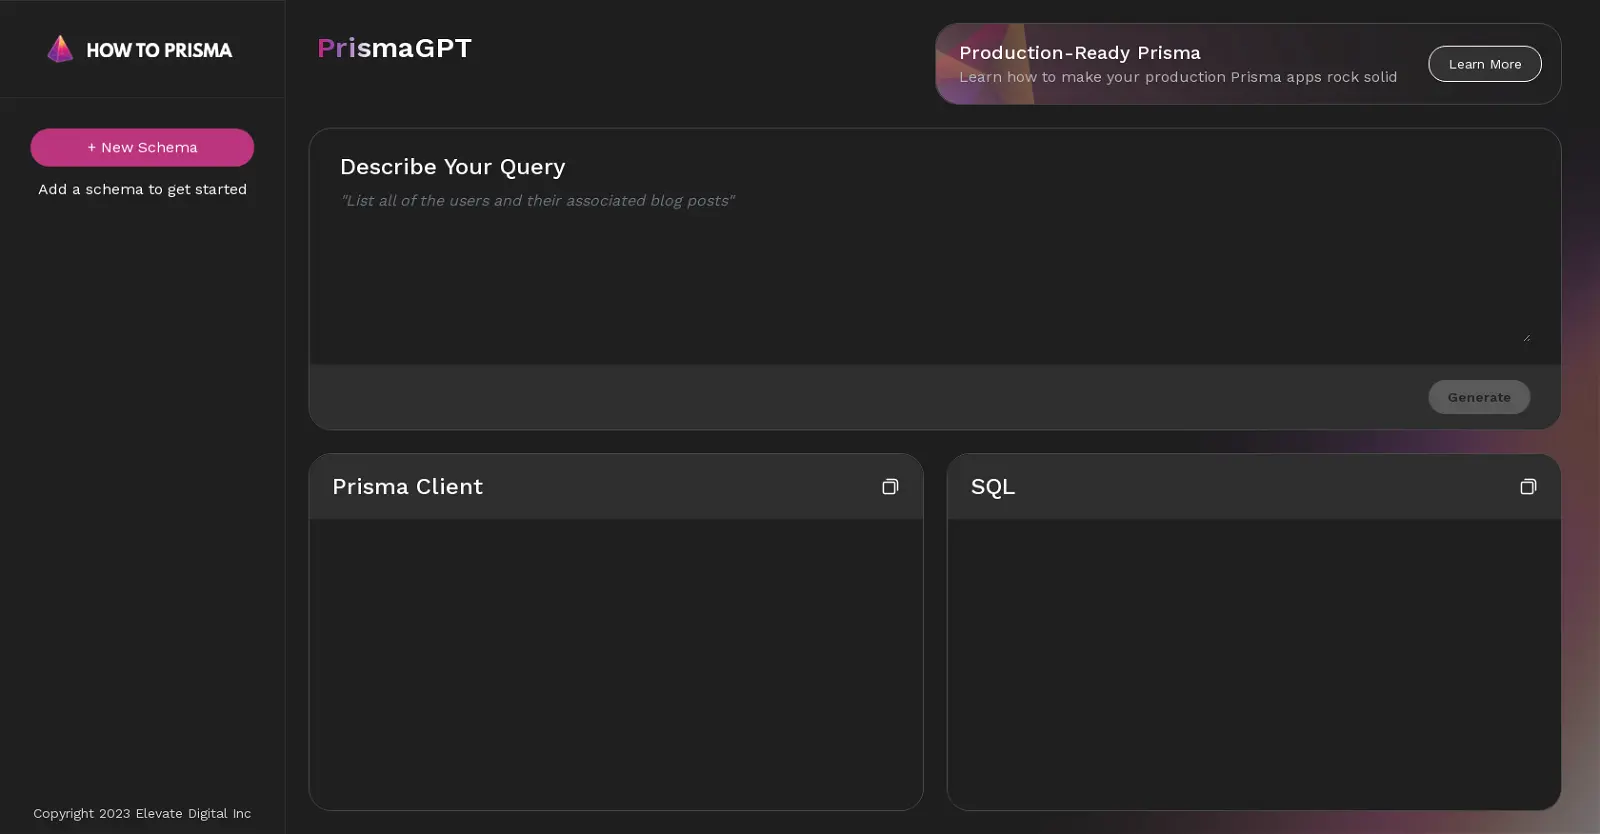 HOW TO PRISMA
+ New Schema
Add a schema to get started
Copyright 2023 Elevate Digital Inc
PrismaGPT
Production-Ready Prisma
Learn how to make your production Prisma apps rock solid
Learn More
Describe Your Query
"List all of the users and their associated blog posts"
Generate
Prisma Client
SQL